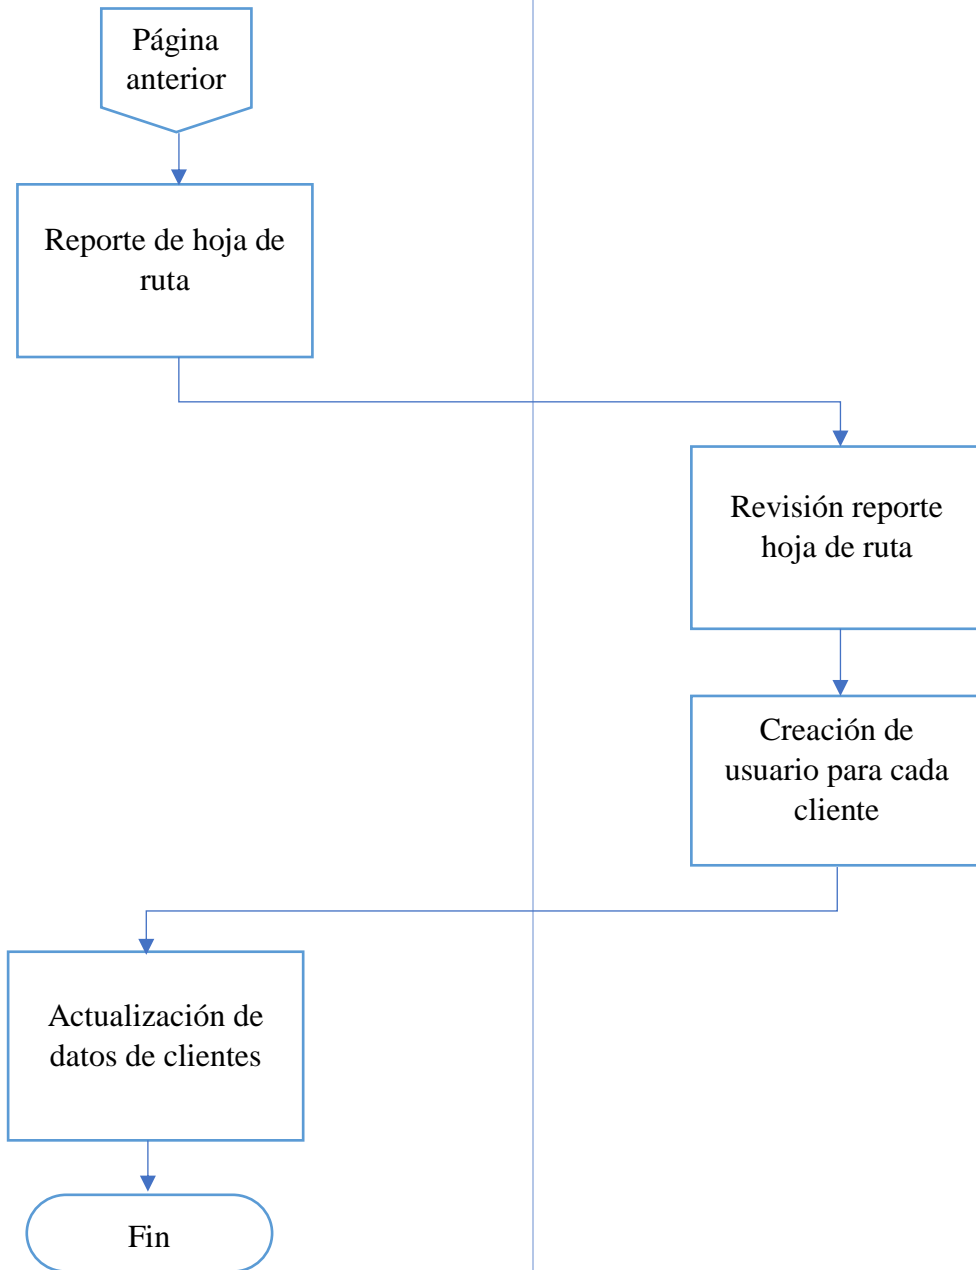 Página
anterior
Reporte de hoja de
ruta
Revisión reporte
hoja de ruta
Creación de
usuario para cada
cliente
Actualización de
datos de clientes
Fin